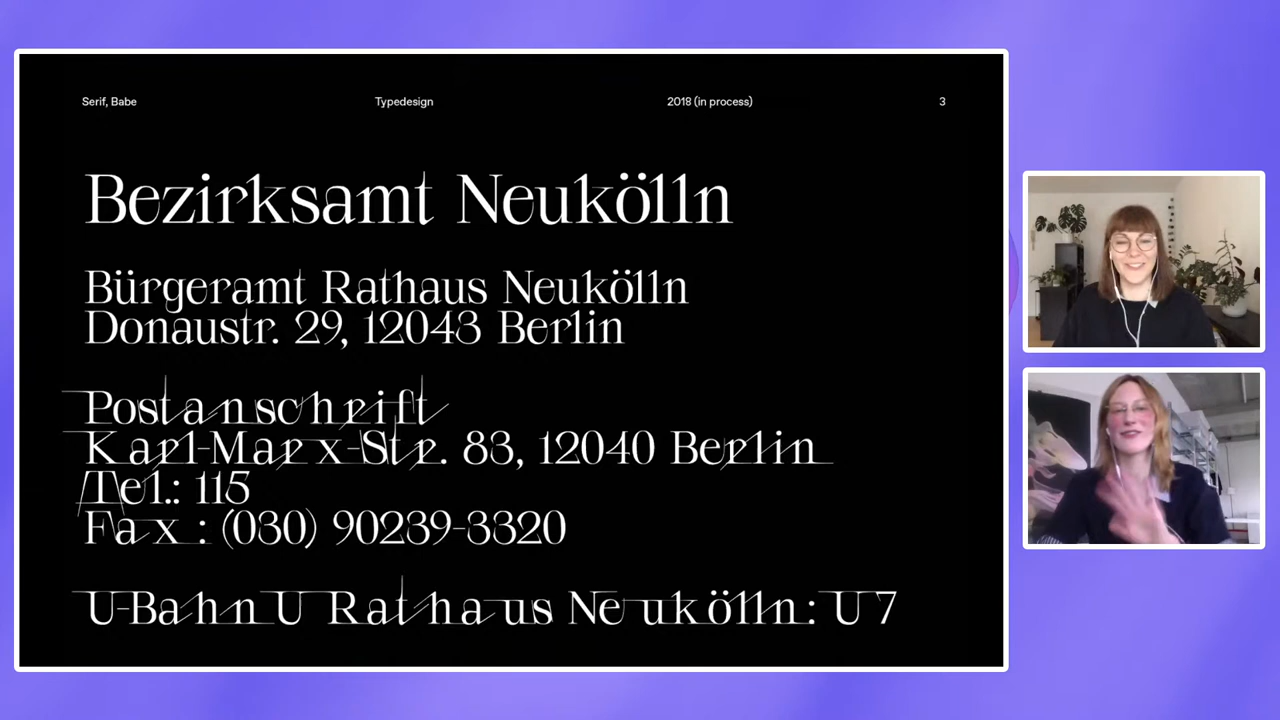 Serif, Babe Typedesign 2018 (in process) 3
Bezirksamt Neukölln
Bürgeramt Rathaus Neukölln
Donaustr. 29, 12043 Berlin
Postanschrift
Karl-Marx-Str. 83, 12040 Berlin
Tel.: 115
Fax : (030) 90239-3320
U-Bahn U Rathaus Neukölln: U 7